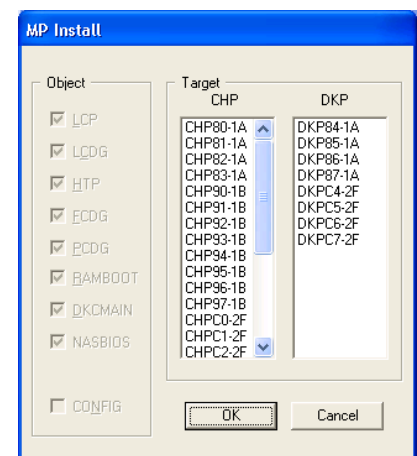 MP Install
Object
LCP
LCDG
HTP
FCDG
PCDG
RAMBOOT
DKCMAIN
NASBIOS
CONFIG
Target
CHP
CHP80-1A
CHP81-1A
CHP82-1A
CHP83-1A
CHP90-1B
CHP91-1B
CHP92-1B
CHP93-1B
CHP94-1B
CHP95-1B
CHP96-1B
CHP97-1B
CHPC0-2F
CHPC1-2F
CHPC2-2F
DKP
DKP84-1A
DKP85-1A
DKP86-1A
DKP87-1A
DKPC4-2F
DKPC5-2F
DKPC6-2F
DKPC7-2F
OK
Cancel